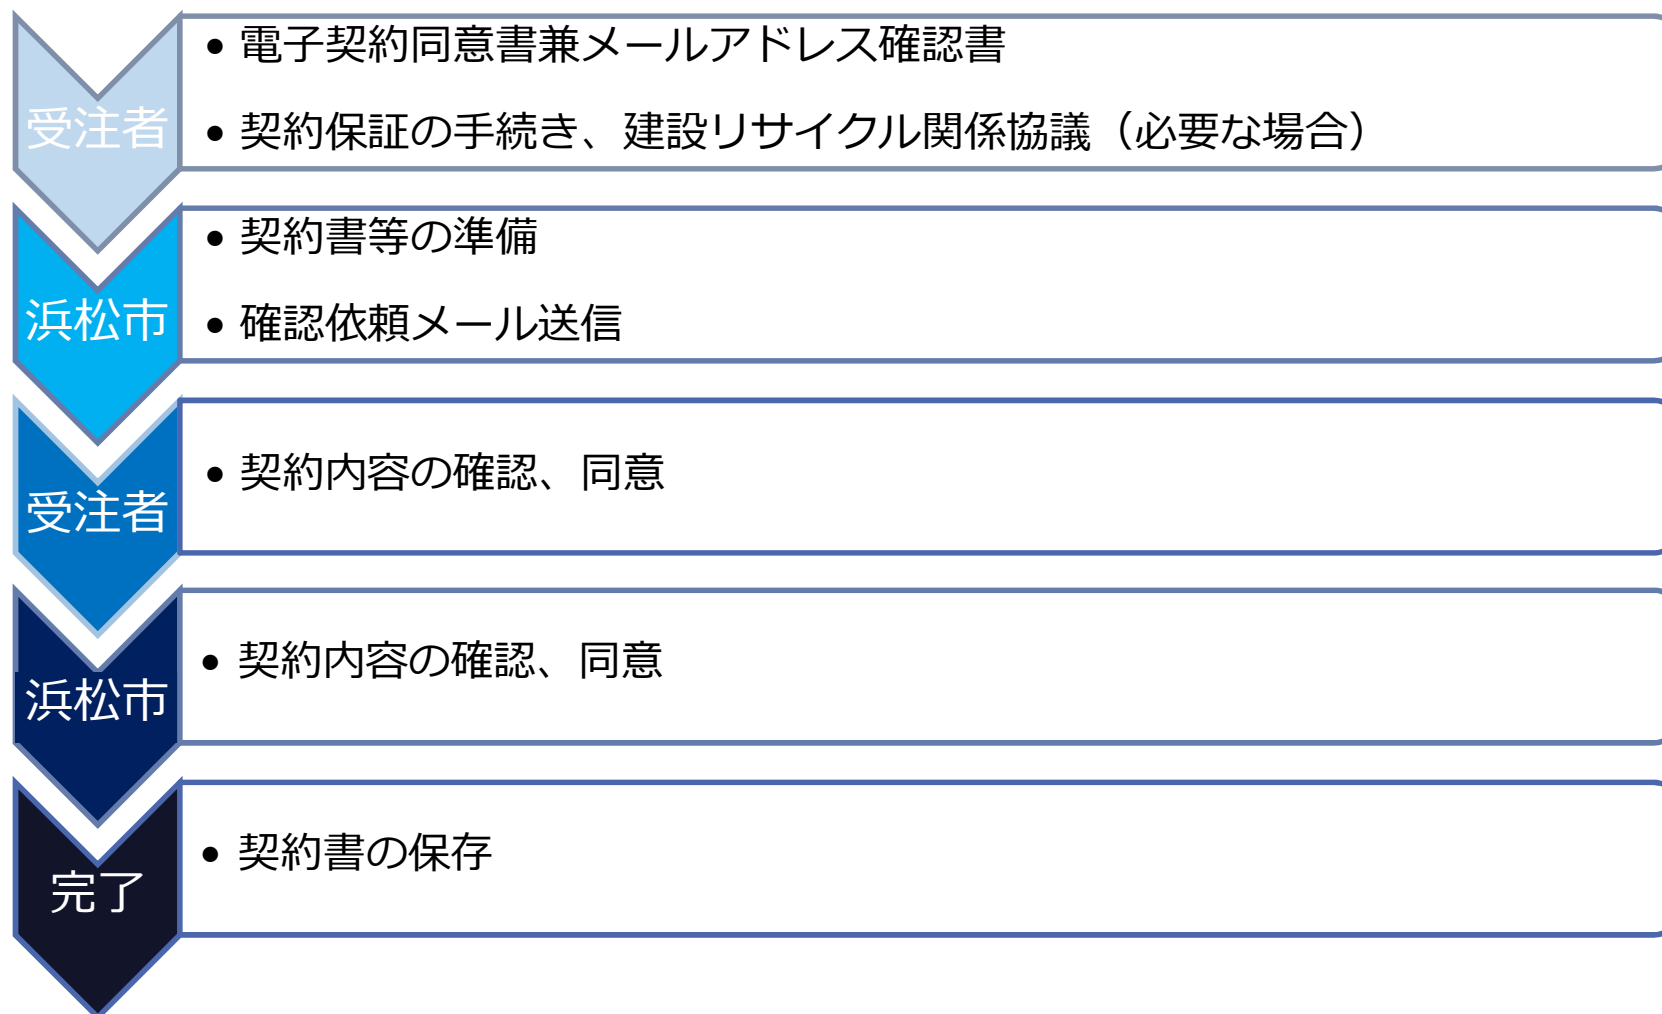 受注者
• 電子契約同意書兼メールアドレス確認書
• 契約保証の手続き、建設リサイクル関係協議（必要な場合）
浜松市
• 契約書等の準備
• 確認依頼メール送信
受注者
• 契約内容の確認、同意
浜松市
• 契約内容の確認、同意
完了
• 契約書の保存